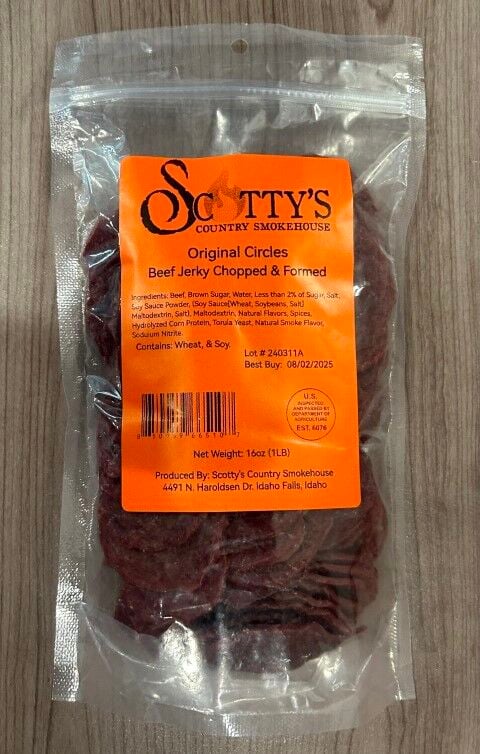 SCOTTY'S
COUNTRY SMOKEHOUSE
Original Circles
Beef Jerky Chopped & Formed
Ingredients: Beef, Brown Sugar, Water, Less than 2% of Sugar, Salt,
Soy Sauce Powder, (Soy Sauce[Wheat, Soybeans, Salt]
Maltodextrin, Salt), Maltodextrin, Natural Flavors, Spices,
Hydrolyzed Corn Protein, Torula Yeast, Natural Smoke Flavor,
Soduium Nitrite
Contains: Wheat, & Soy.
Lot # 240311A
Best Buy: 08/02/2025
U.S.
INSPECTED
AND PASSED BY
DEPARTMENT OF
AGRICULTURE
EST. 6076
Net Weight: 16oz (1LB)
Produced By: Scotty's Country Smokehouse
4491 N. Haroldsen Dr. Idaho Falls, Idaho